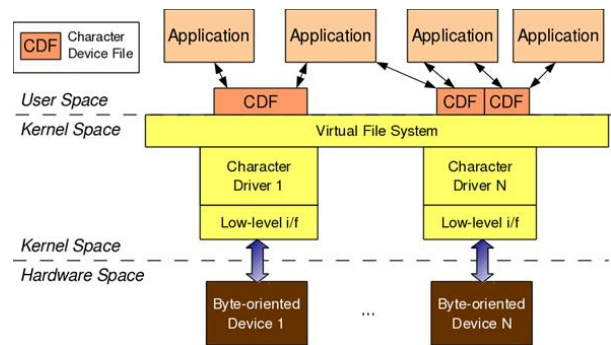 CDF
Character
Device File
Application
Application
Application
Application
User Space
CDF
CDF
CDF
Kernel Space
Virtual File System
Character
Driver 1
Character
Driver N
Low-level i/f
Low-level i/f
Kernel Space
Hardware Space
Byte-oriented
Device 1
...
Byte-oriented
Device N